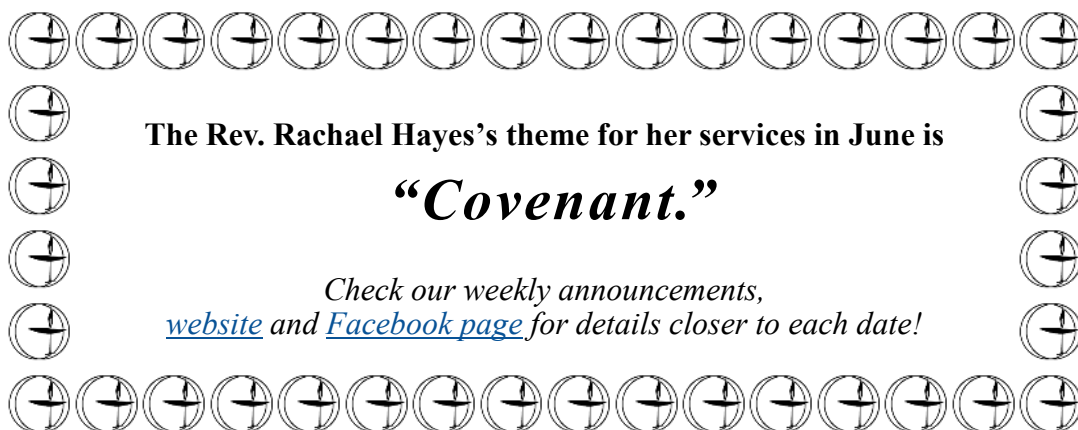 The Rev. Rachael Hayes’s theme for her services in June is
“Covenant.”
Check our weekly announcements,
website and Facebook page for details closer to each date!